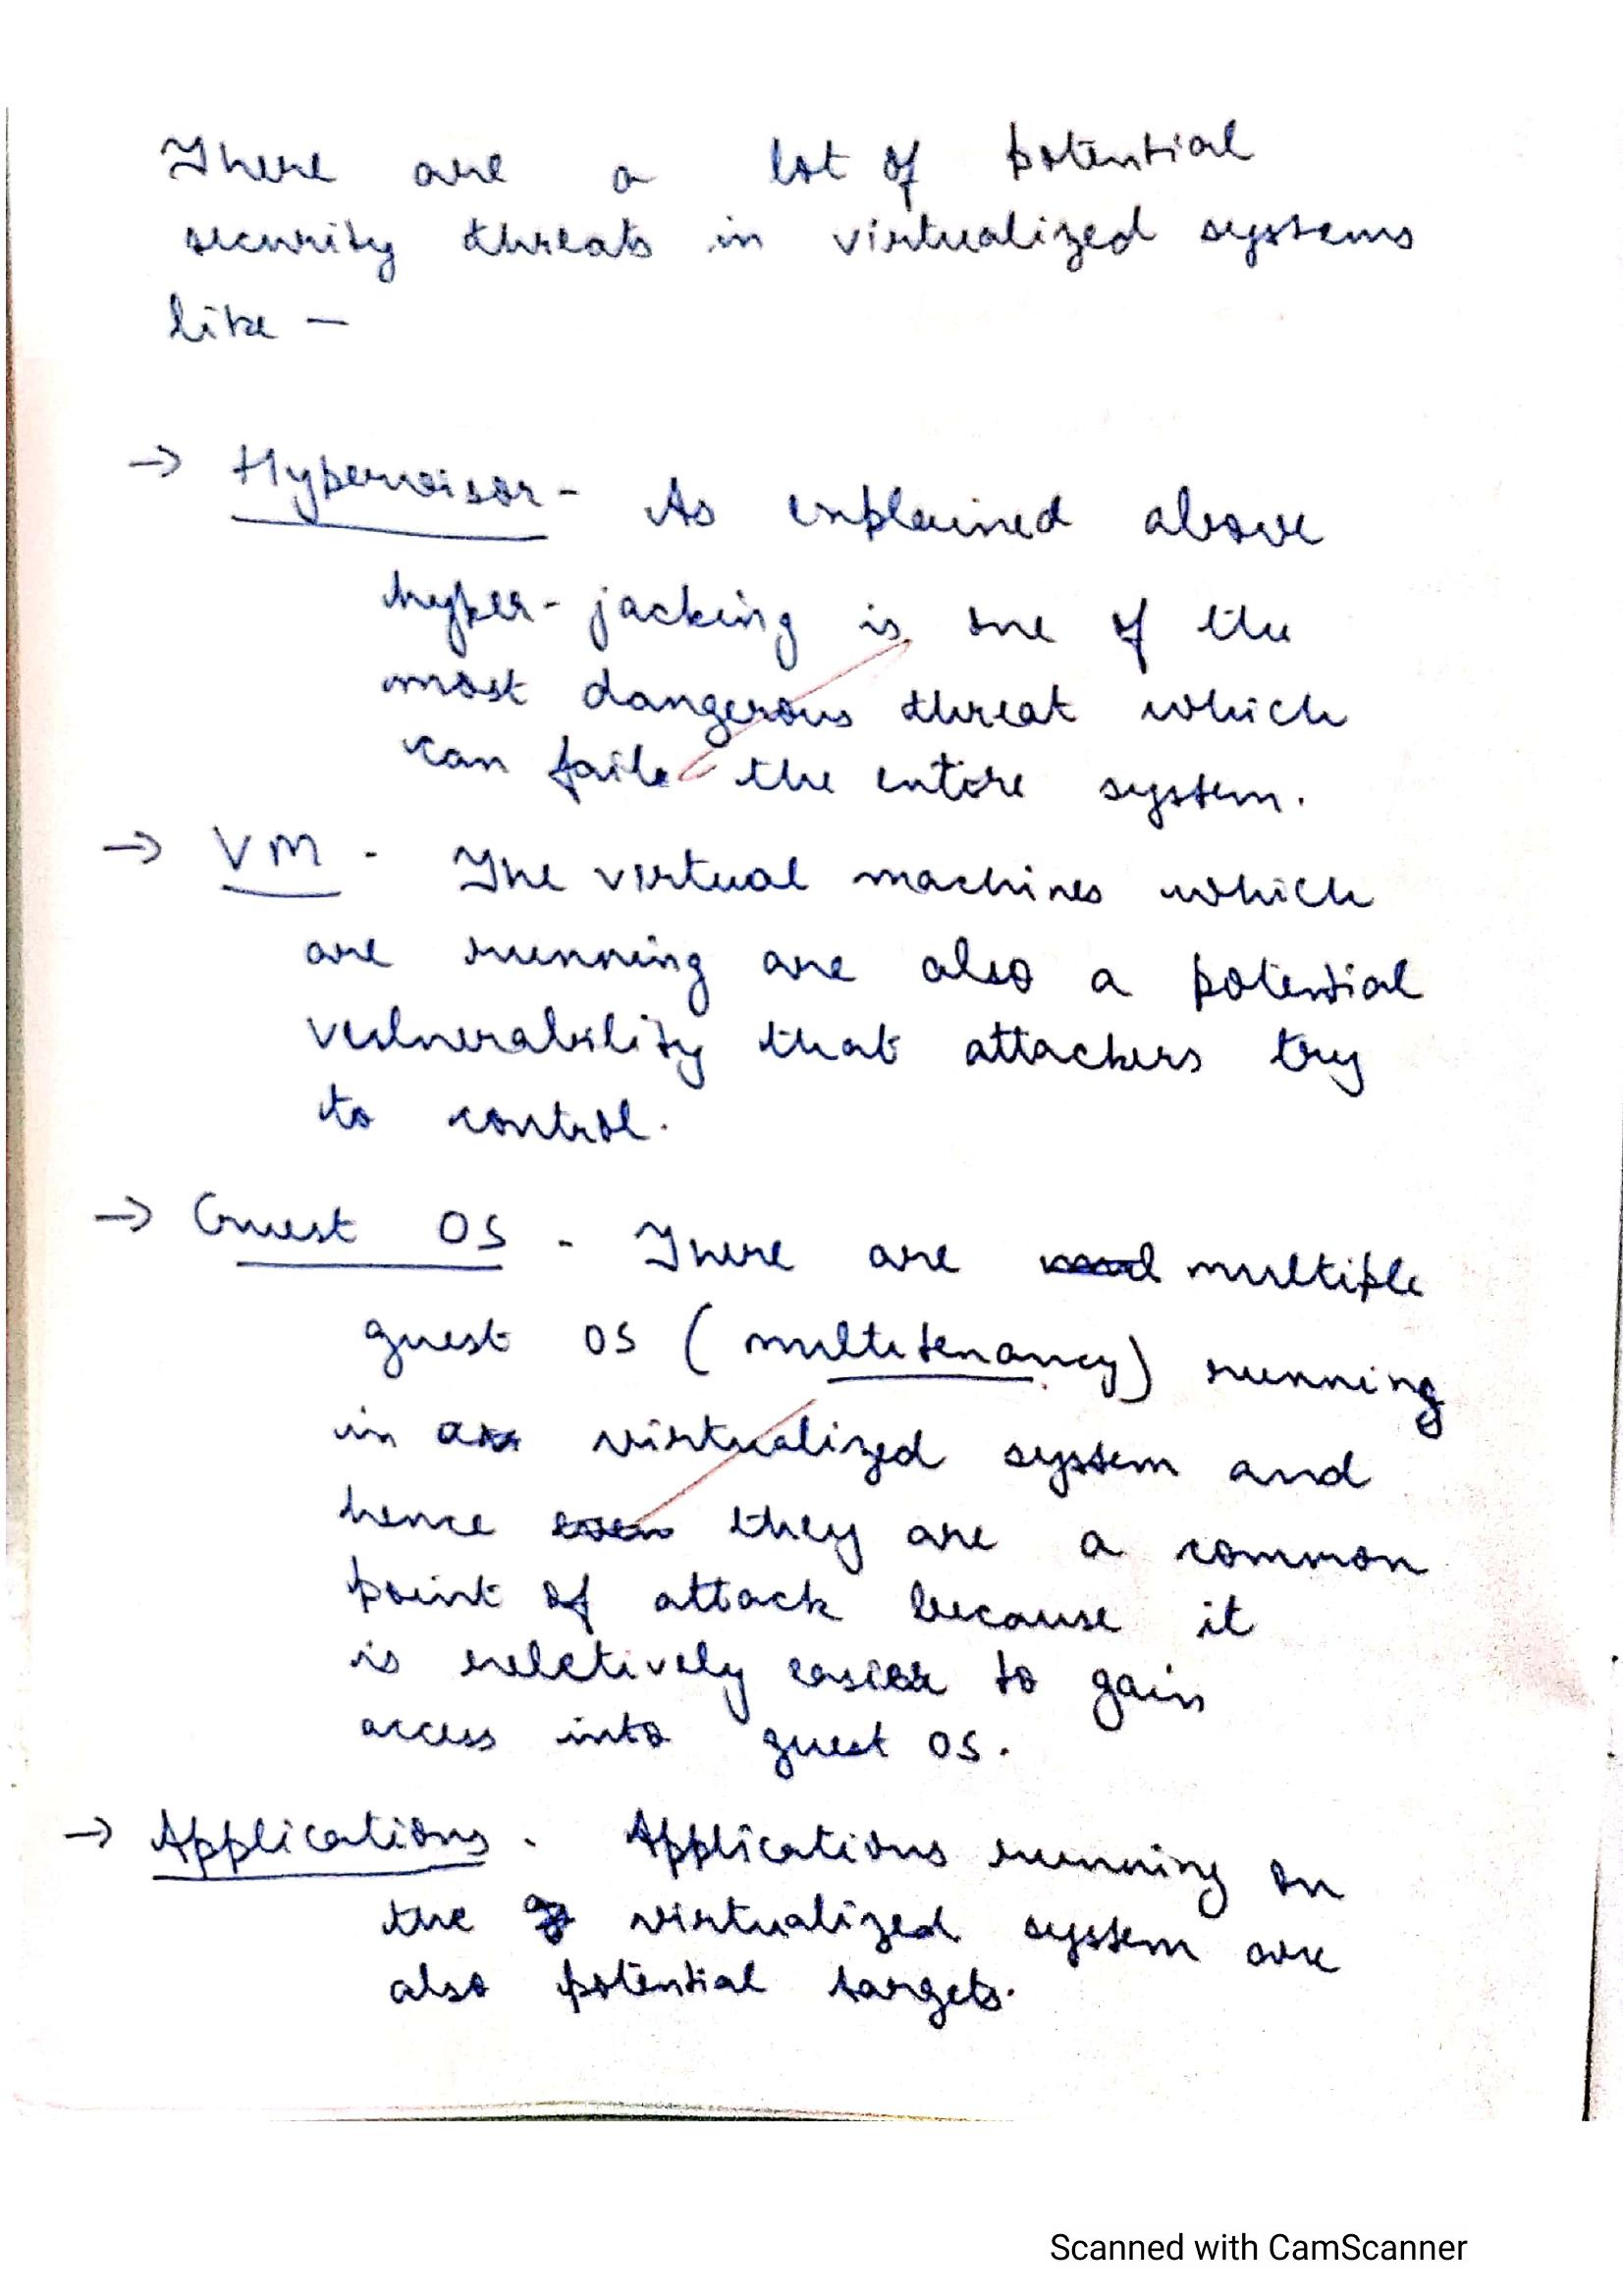 There are a lot of potential
security threats in virtualized systems
like —
→ Hypervisor - As explained above
hyper-jacking is one of the
most dangerous threat which
can faile the entire system.
→ VM - The virtual machines which
are running are also a potential
vulnerability that attackers try
to control.
→ Guest OS - There are multiple
guest OS (multitenancy) running
in a virtualized system and
hence they are a common
point of attack because it
is reletively easier to gain
access into guest OS.
→ Applications - Applications running on
the virtualized system are
also potential targets.
Scanned with CamScanner